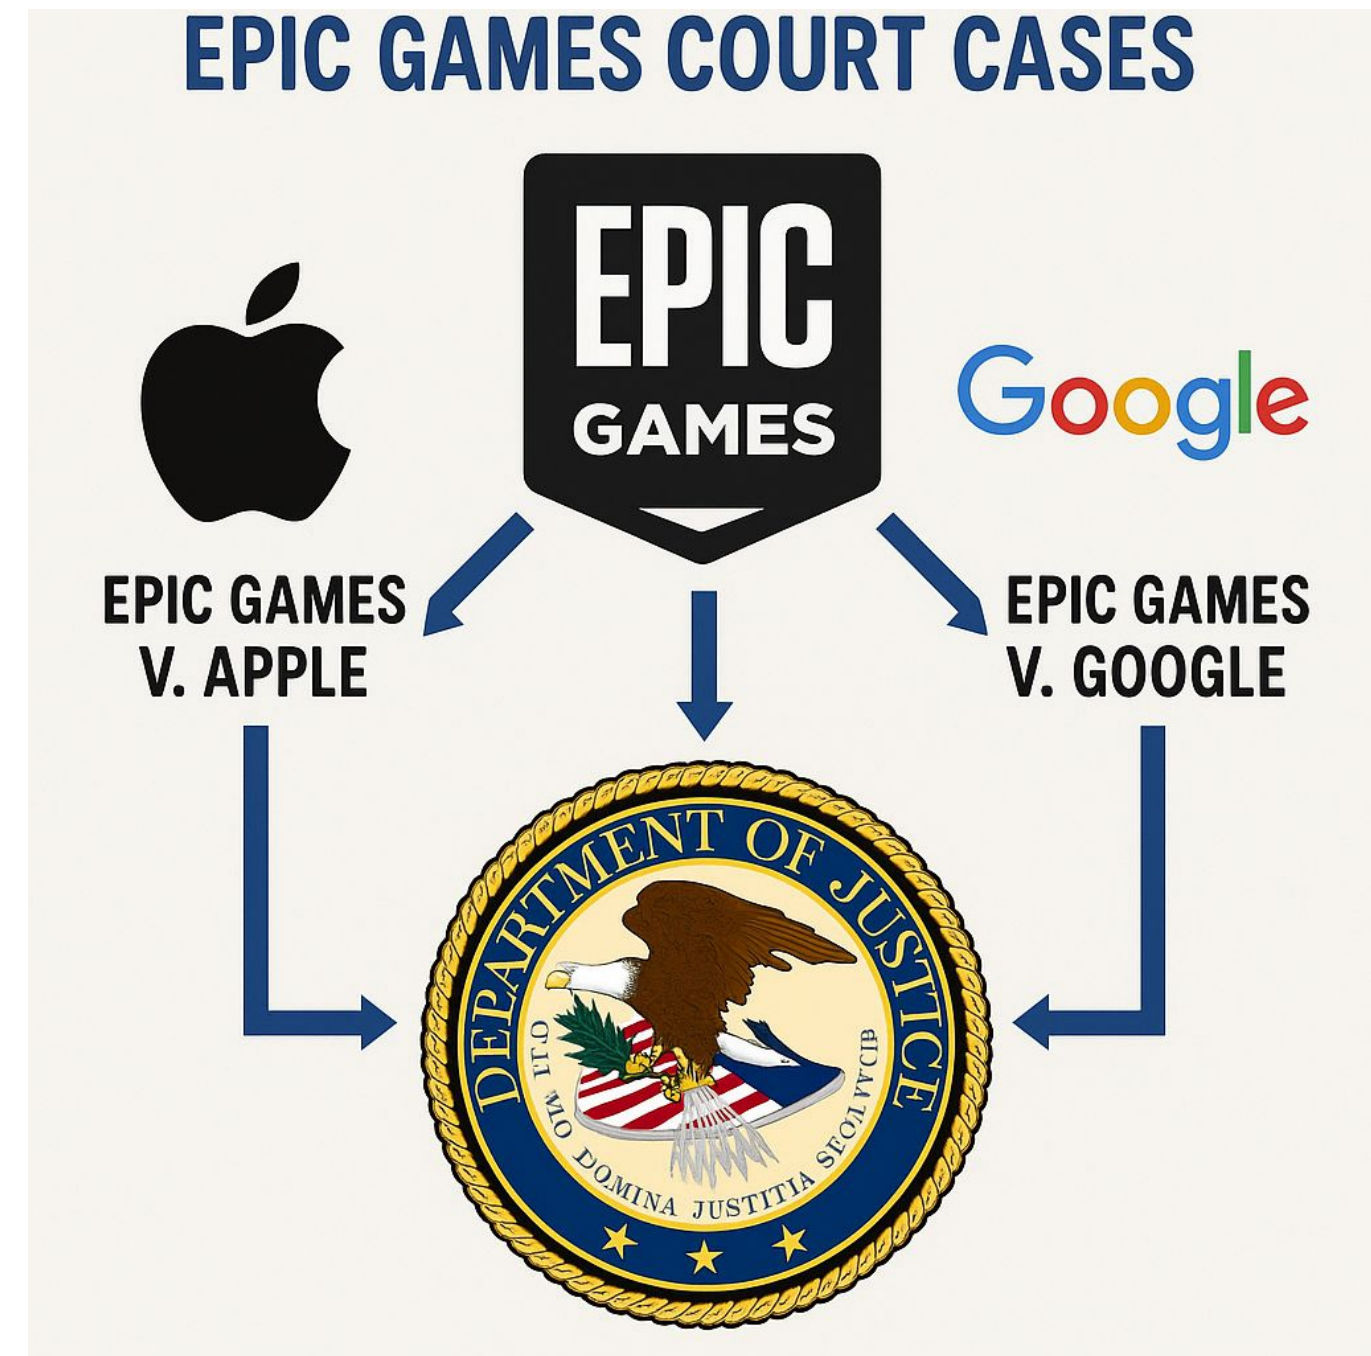 EPIC GAMES COURT CASES
EPIC
GAMES
Google
EPIC GAMES
V. APPLE
EPIC GAMES
V. GOOGLE
DEPARTMENT OF JUSTICE
DOMINA JUSTITIA